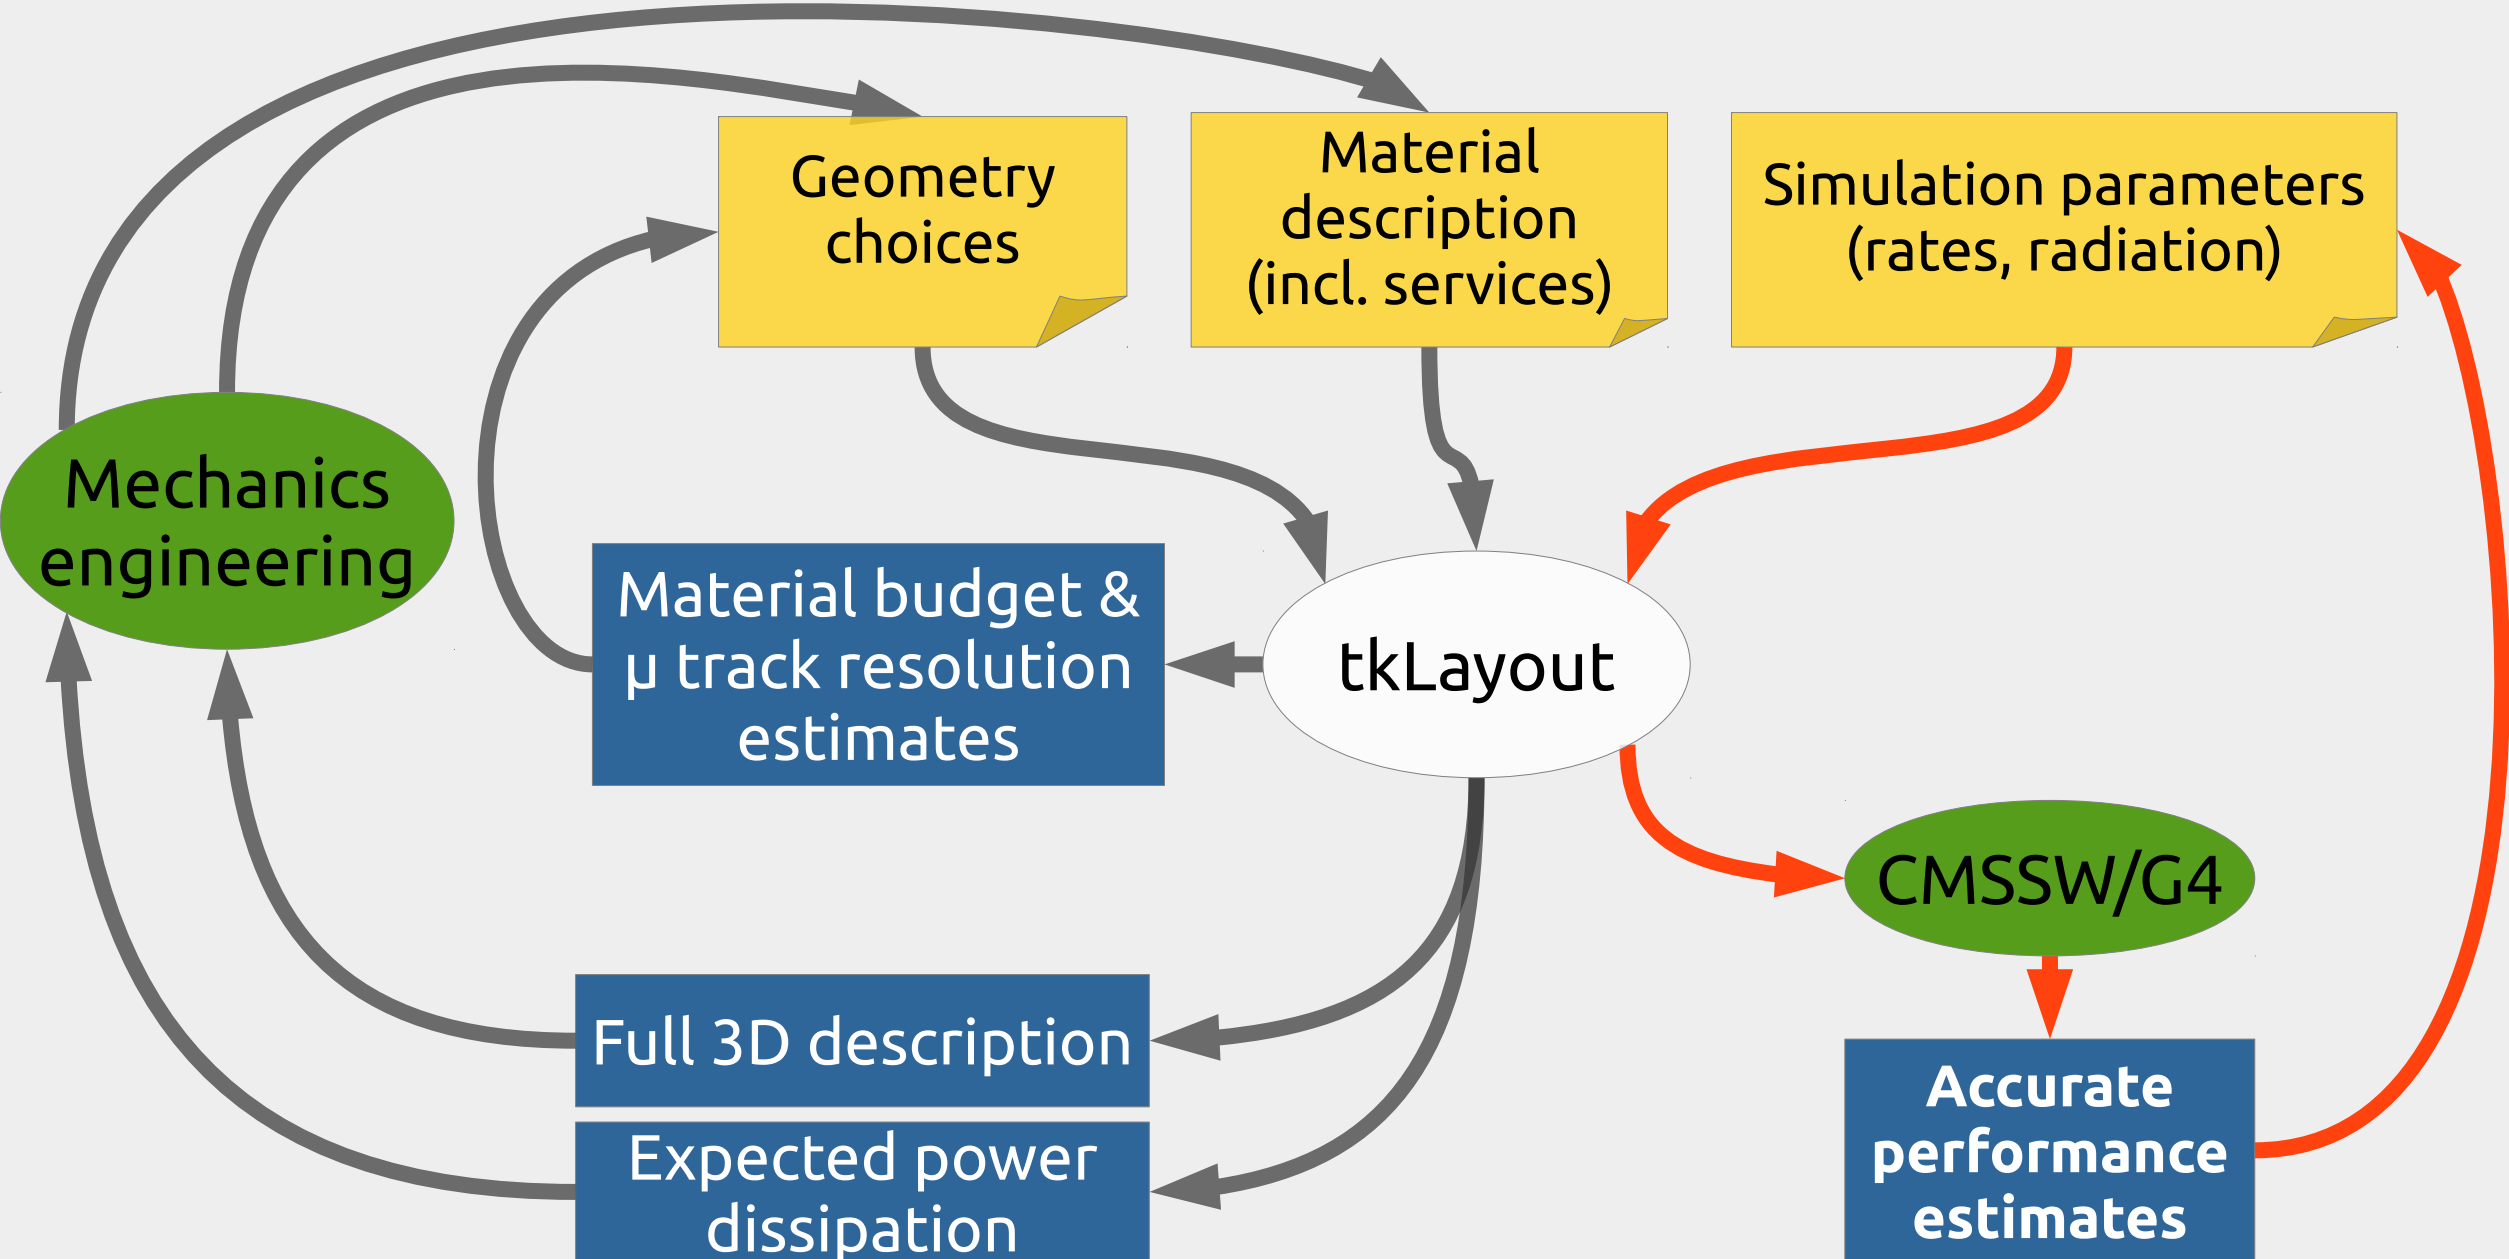 Geometry
choices
Material
description
(incl. services)
Simulation parameters
(rates, radiation)
Mechanics
engineering
Material budget &
µ track resolution
estimates
tkLayout
CMSSW/G4
Full 3D description
Expected power
dissipation
Accurate
performance
estimates